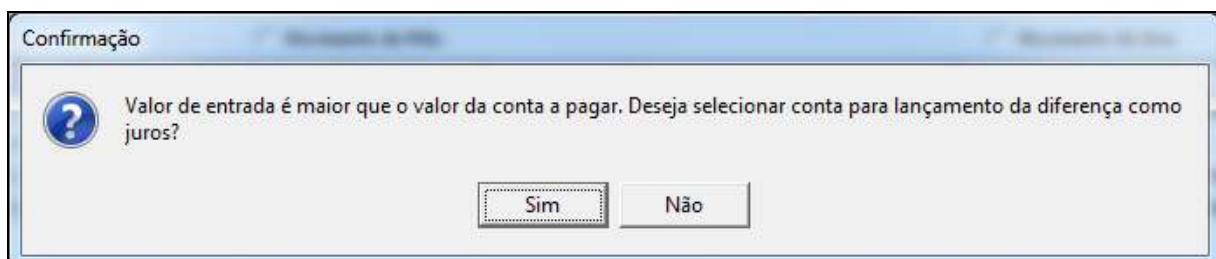 Confirmação
Valor de entrada é maior que o valor da conta a pagar. Deseja selecionar conta para lançamento da diferença como
juros?
Sim Não